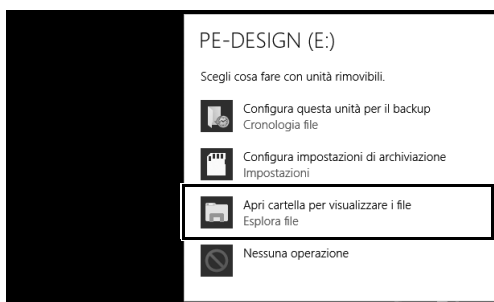 PE-DESIGN (E:)
Scegli cosa fare con unità rimovibili.
Configura questa unità per il backup
Cronologia file
Configura impostazioni di archiviazione
Impostazioni
Apri cartella per visualizzare i file
Esplora file
Nessuna operazione